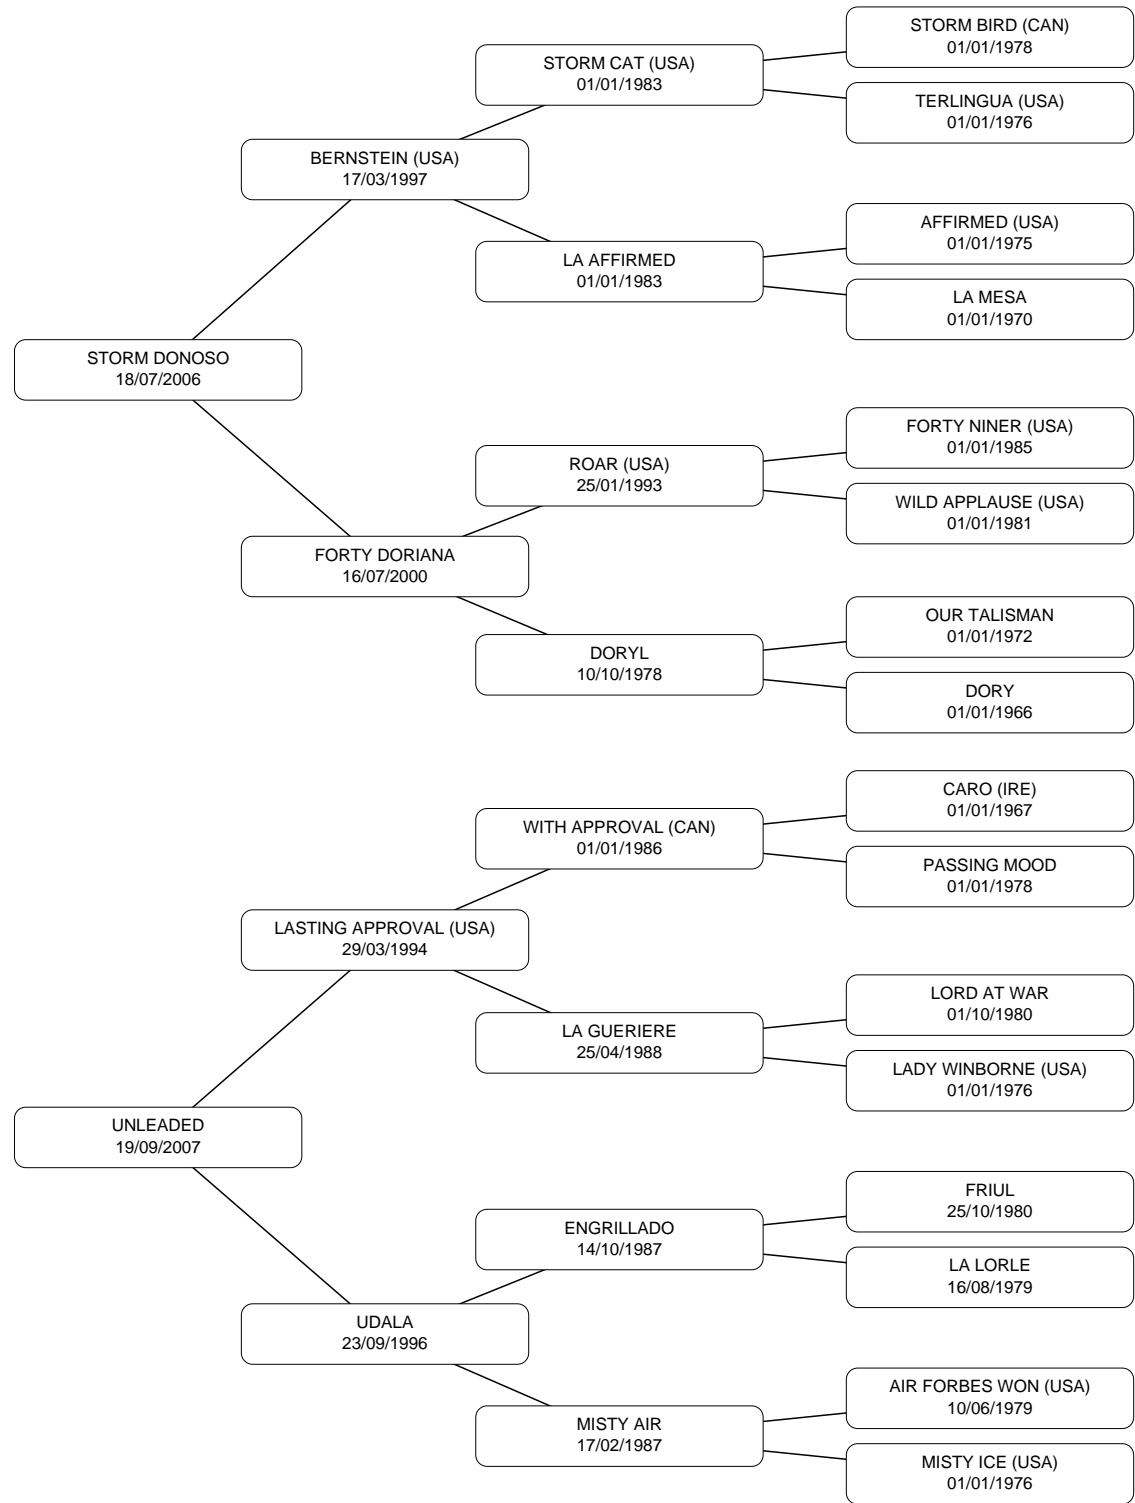 STORM BIRD (CAN)
01/01/1978
STORM CAT (USA)
01/01/1983
TERLINGUA (USA)
01/01/1976
BERNSTEIN (USA)
17/03/1997
AFFIRMED (USA)
01/01/1975
LA AFFIRMED
01/01/1983
LA MESA
01/01/1970
STORM DONOSO
18/07/2006
FORTY NINER (USA)
01/01/1985
ROAR (USA)
25/01/1993
WILD APPLAUSE (USA)
01/01/1981
FORTY DORIANA
16/07/2000
OUR TALISMAN
01/01/1972
DORYL
10/10/1978
DORY
01/01/1966
CARO (IRE)
01/01/1967
WITH APPROVAL (CAN)
01/01/1986
PASSING MOOD
01/01/1978
LASTING APPROVAL (USA)
29/03/1994
LORD AT WAR
01/10/1980
LA GUERIERE
25/04/1988
LADY WINBORNE (USA)
01/01/1976
UNLEADED
19/09/2007
FRIUL
25/10/1980
ENGRILLADO
14/10/1987
LA LORLE
16/08/1979
UDALA
23/09/1996
AIR FORBES WON (USA)
10/06/1979
MISTY AIR
17/02/1987
MISTY ICE (USA)
01/01/1976